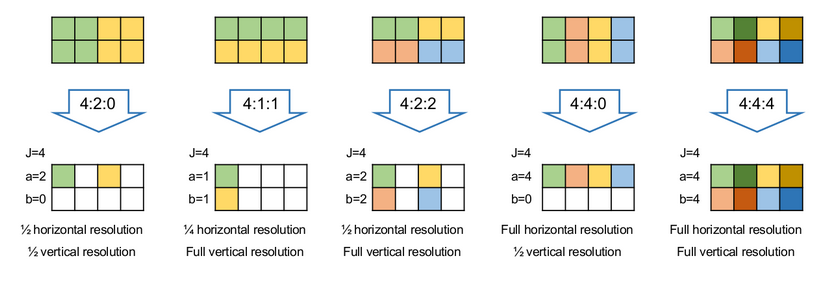 4:2:0
4:1:1
4:2:2
4:4:0
4:4:4
J=4
a=2
b=0
½ horizontal resolution
½ vertical resolution
J=4
a=1
b=1
¼ horizontal resolution
Full vertical resolution
J=4
a=2
b=2
½ horizontal resolution
Full vertical resolution
J=4
a=4
b=0
Full horizontal resolution
½ vertical resolution
J=4
a=4
b=4
Full horizontal resolution
Full vertical resolution